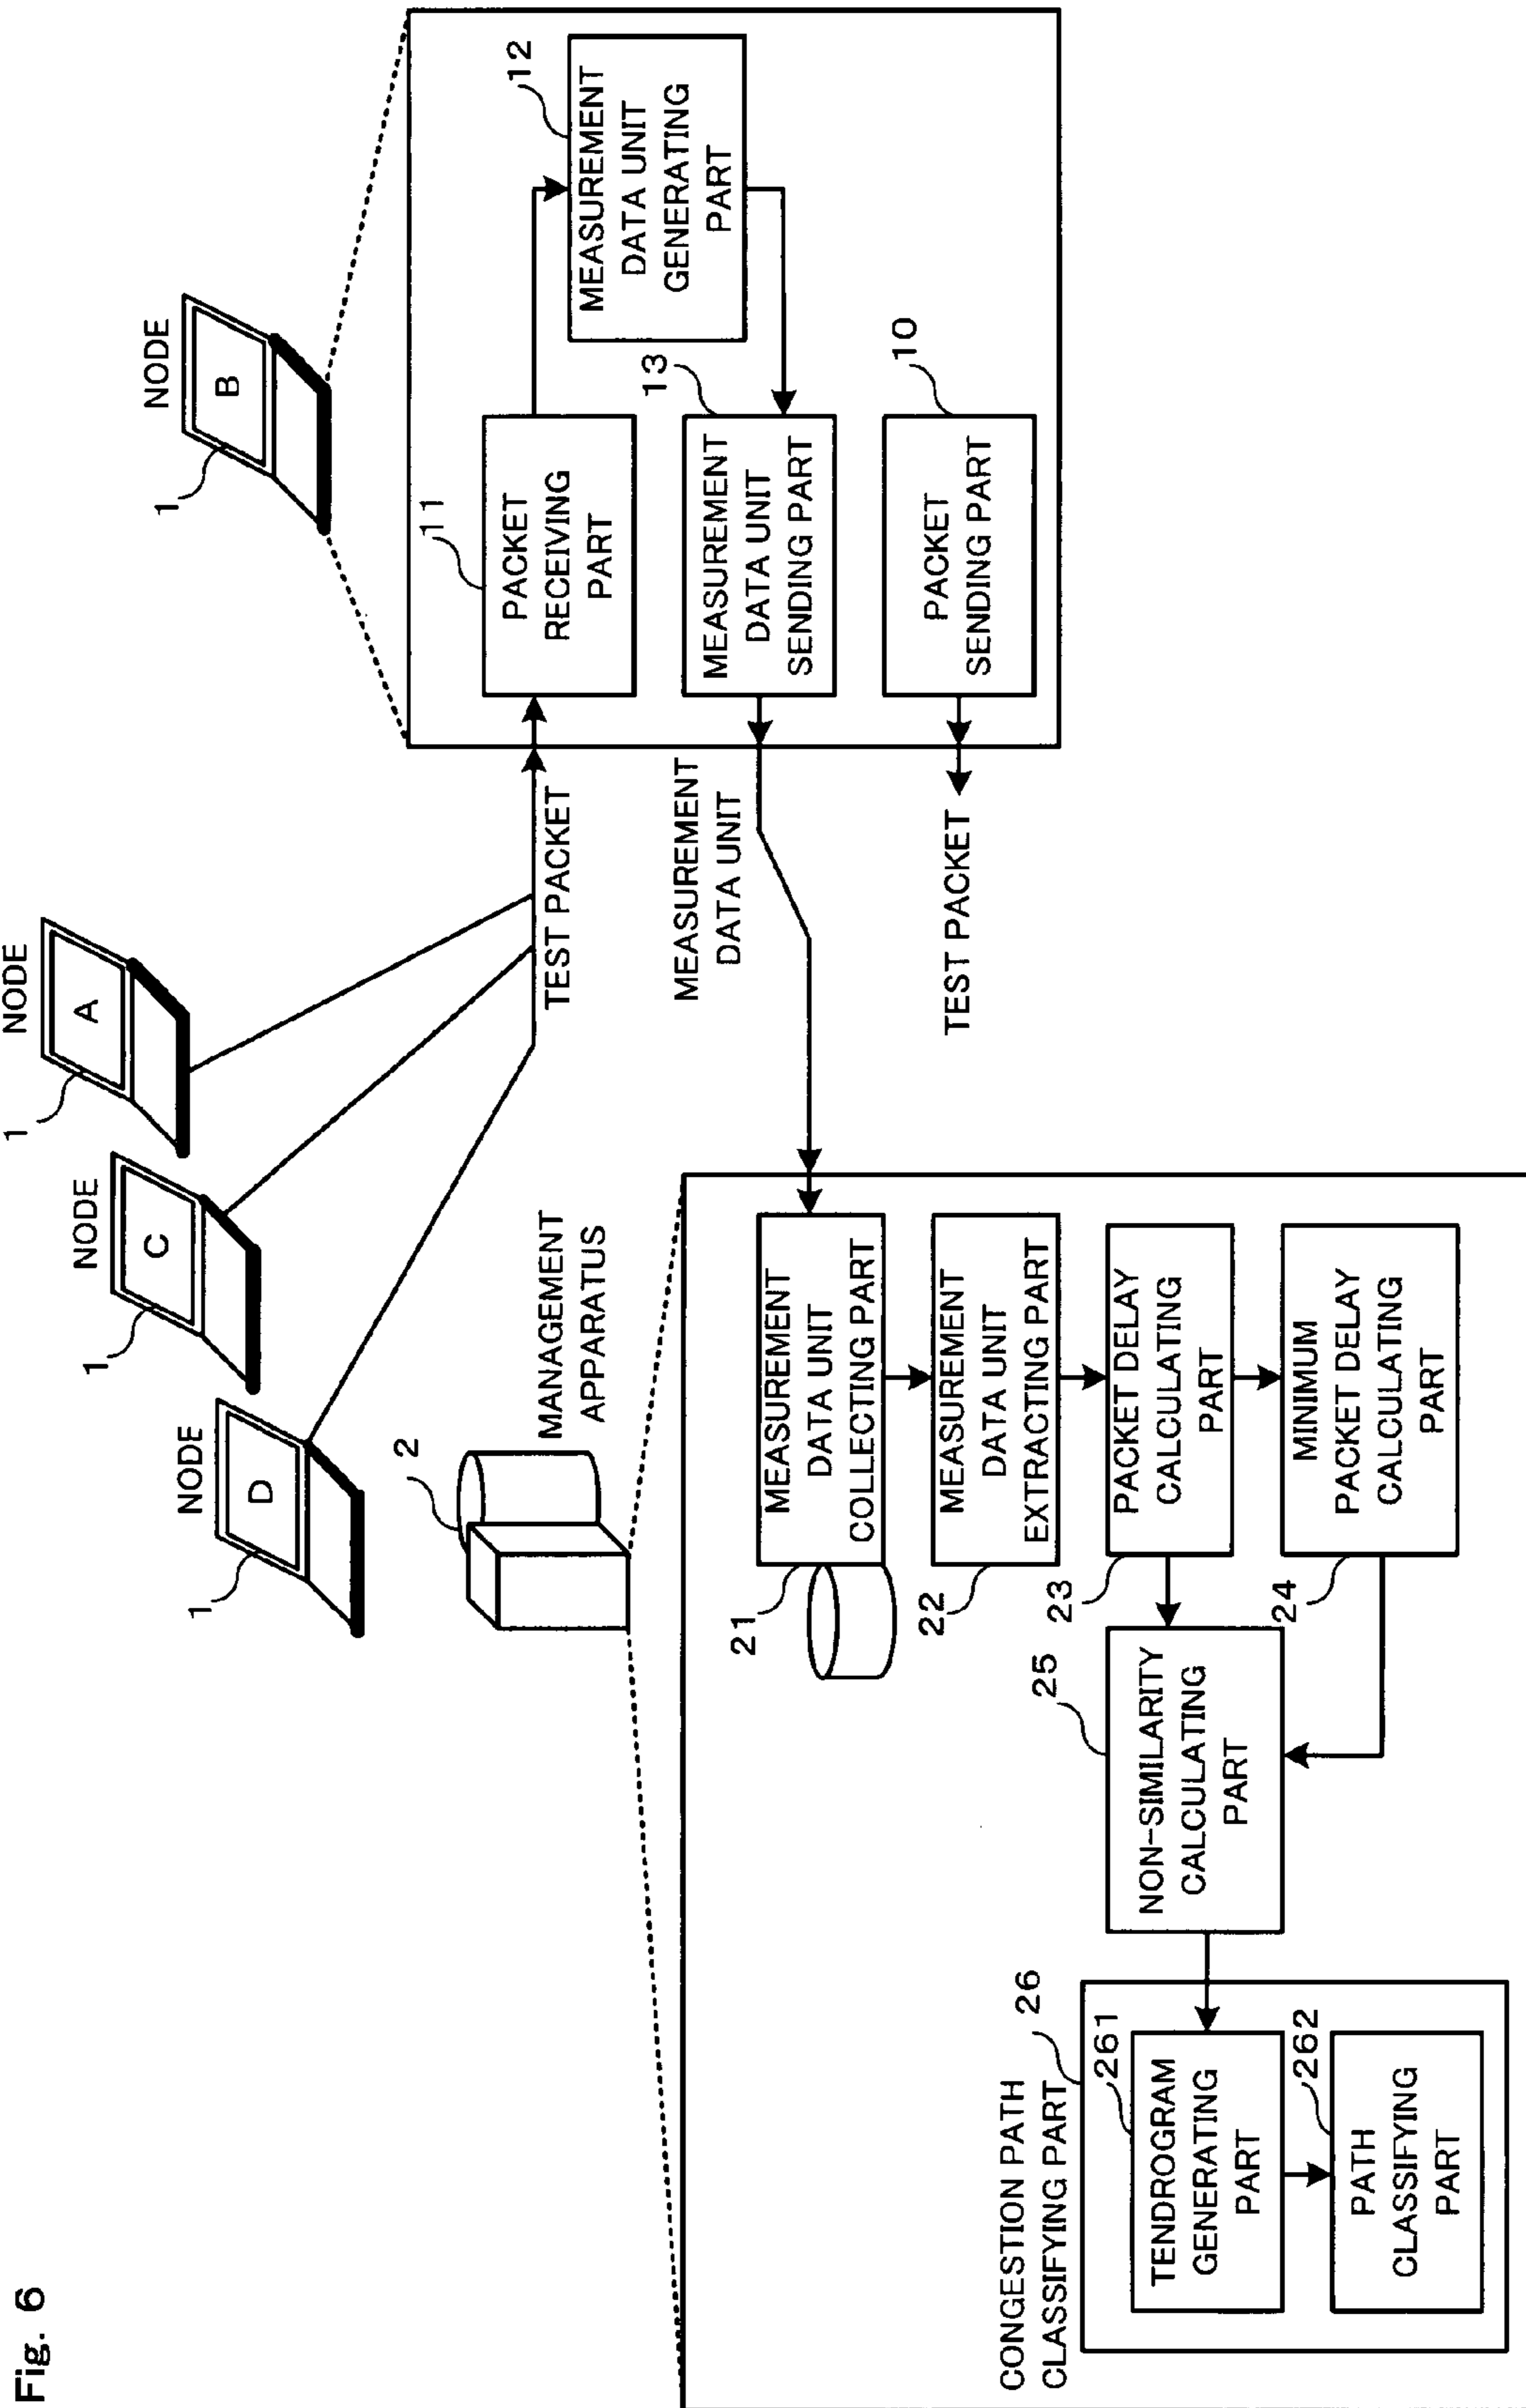 Fig. 6
NODE
D
1
NODE
C
1
NODE
A
1
NODE
B
1
2
MANAGEMENT
APPARATUS
TEST PACKET
MEASUREMENT
DATA UNIT
TEST PACKET
11
PACKET
RECEIVING
PART
12
MEASUREMENT
DATA UNIT
GENERATING
PART
13
MEASUREMENT
DATA UNIT
SENDING PART
10
PACKET
SENDING PART
21
MEASUREMENT
DATA UNIT
COLLECTING PART
22
MEASUREMENT
DATA UNIT
EXTRACTING PART
23
PACKET DELAY
CALCULATING
PART
24
MINIMUM
PACKET DELAY
CALCULATING
PART
25
NON-SIMILARITY
CALCULATING
PART
CONGESTION PATH
CLASSIFYING PART
26
261
TENDROGRAM
GENERATING
PART
262
PATH
CLASSIFYING
PART